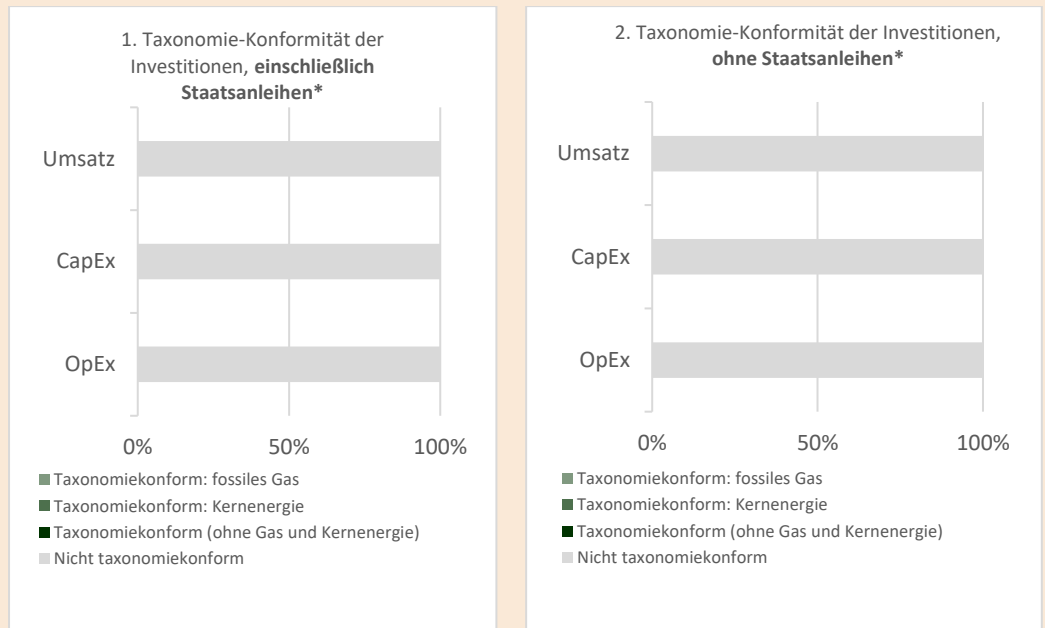 1. Taxonomie-Konformität der
Investitionen, einschließlich
Staatsanleihen*
Umsatz
CapEx
OpEx
0% 50% 100%
Taxonomiekonform: fossiles Gas
Taxonomiekonform: Kernenergie
Taxonomiekonform (ohne Gas und Kernenergie)
Nicht taxonomiekonform
2. Taxonomie-Konformität der Investitionen,
ohne Staatsanleihen*
Umsatz
CapEx
OpEx
0% 50% 100%
Taxonomiekonform: fossiles Gas
Taxonomiekonform: Kernenergie
Taxonomiekonform (ohne Gas und Kernenergie)
Nicht taxonomiekonform